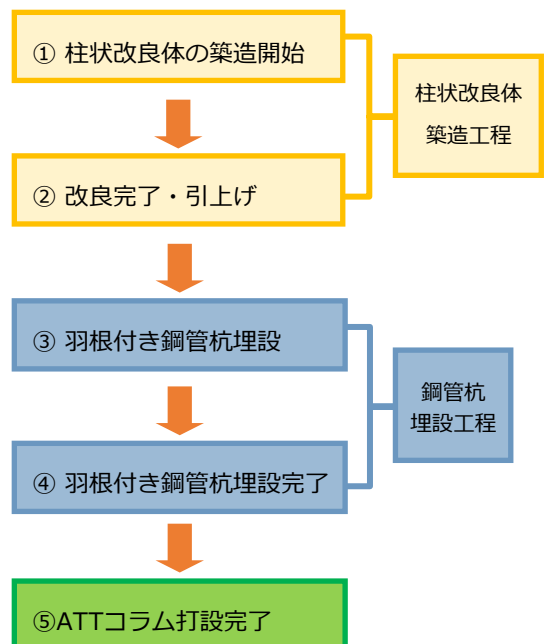 ① 柱状改良体の築造開始
柱状改良体
築造工程
② 改良完了・引上げ
③ 羽根付き鋼管杭埋設
鋼管杭
埋設工程
④ 羽根付き鋼管杭埋設完了
⑤ATTコラム打設完了